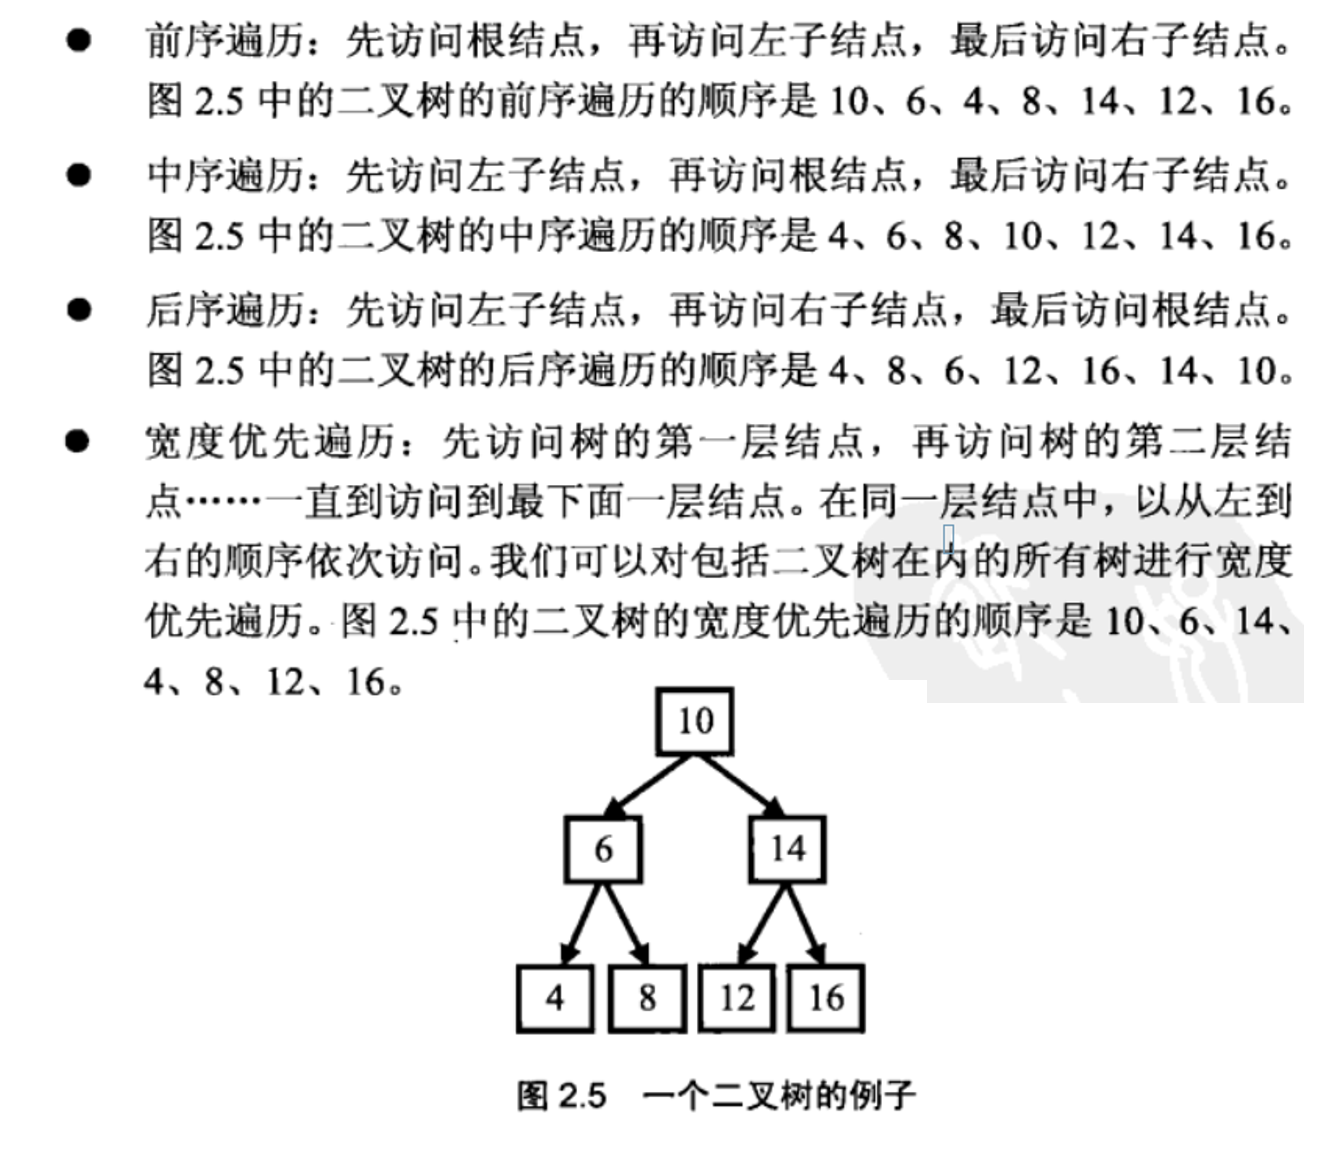 ● 前序遍历：先访问根结点，再访问左子结点，最后访问右子结点。
图 2.5 中的二叉树的前序遍历的顺序是 10、6、4、8、14、12、16。
● 中序遍历：先访问左子结点，再访问根结点，最后访问右子结点。
图 2.5 中的二叉树的中序遍历的顺序是 4、6、8、10、12、14、16。
● 后序遍历：先访问左子结点，再访问右子结点，最后访问根结点。
图 2.5 中的二叉树的后序遍历的顺序是 4、8、6、12、16、14、10。
● 宽度优先遍历：先访问树的第一层结点，再访问树的第二层结
点……一直到访问到最下面一层结点。在同一层结点中，以从左到
右的顺序依次访问。我们可以对包括二叉树在内的所有树进行宽度
优先遍历。图 2.5 中的二叉树的宽度优先遍历的顺序是 10、6、14、
4、8、12、16。
10
6 14
4 8 12 16
图 2.5 一个二叉树的例子